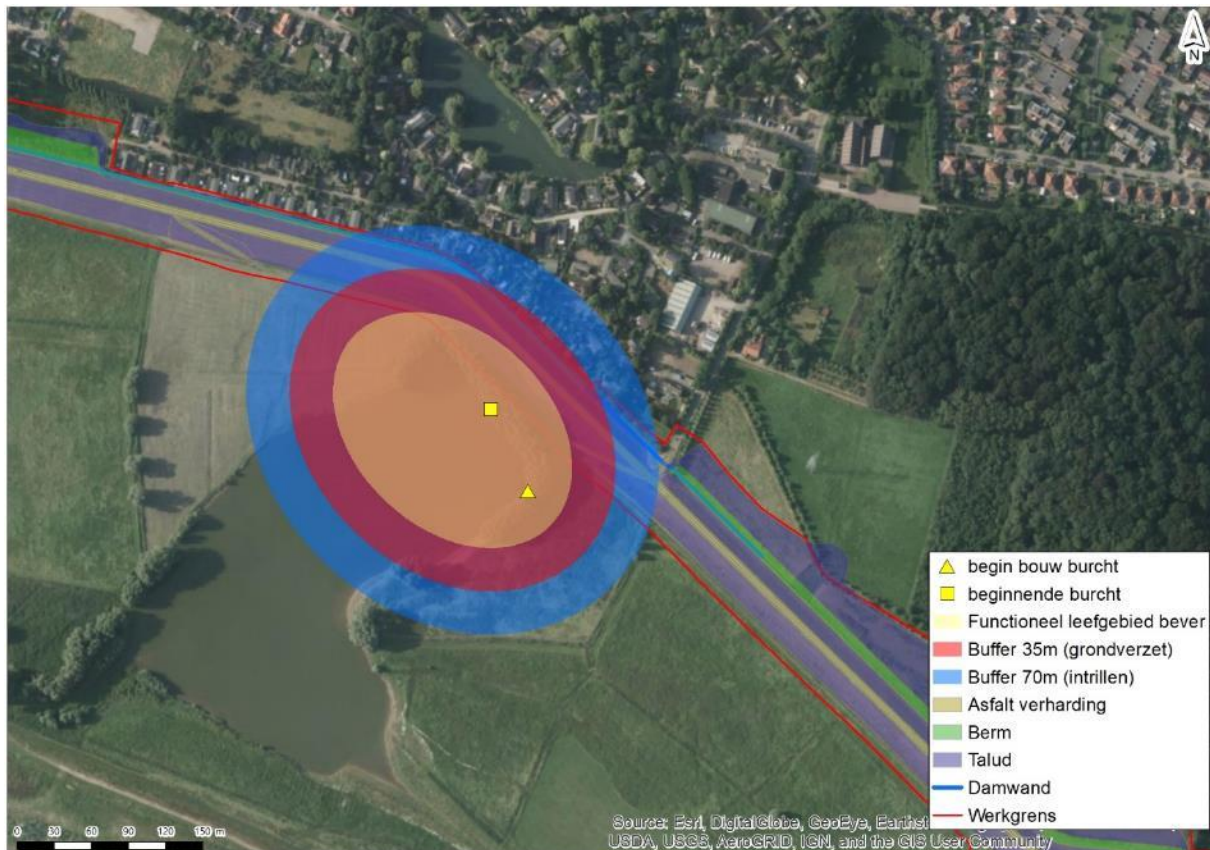 N
begin bouw burcht
beginnende burcht
Functioneel leefgebied bever
Buffer 35m (grondverzet)
Buffer 70m (intrillen)
Asfalt verharding
Berm
Talud
Damwand
Werkgrens
0 30 60 90 120 150 m
Source: Esri, DigitalGlobe, GeoEye, Earthst
USDA, USGS, AeroGRID, IGN, and the GIS User Community